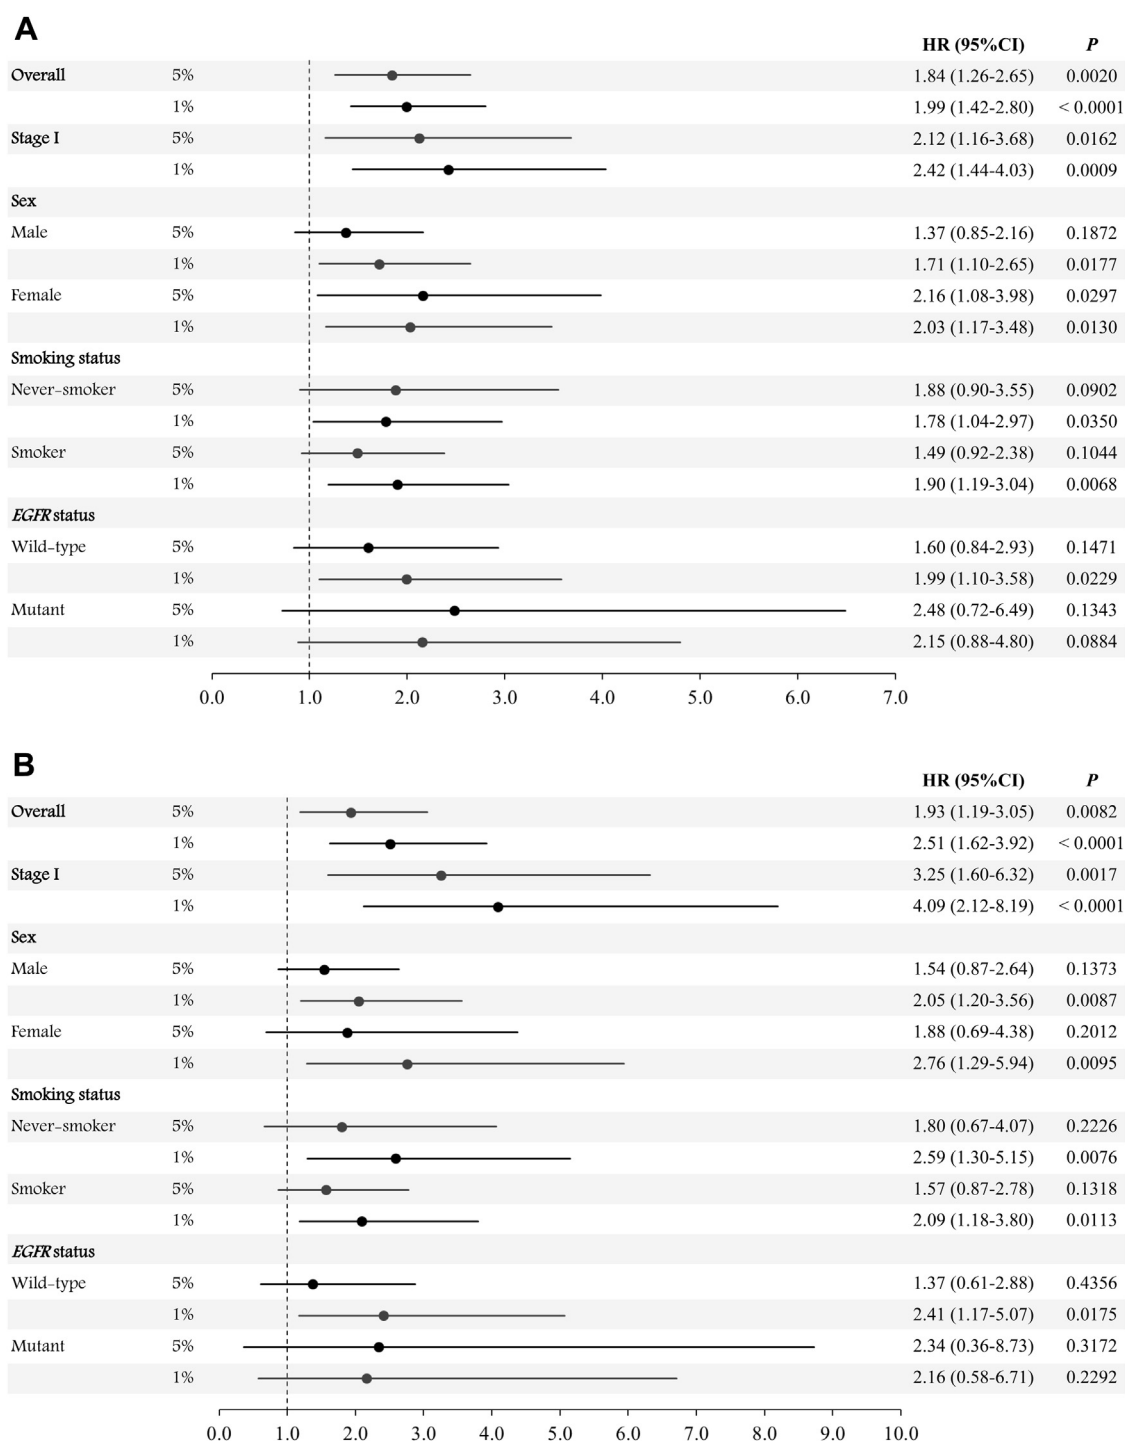 A
HR (95%CI) P
Overall 5% 1.84 (1.26-2.65) 0.0020
1% 1.99 (1.42-2.80) < 0.0001
Stage I 5% 2.12 (1.16-3.68) 0.0162
1% 2.42 (1.44-4.03) 0.0009
Sex
Male 5% 1.37 (0.85-2.16) 0.1872
1% 1.71 (1.10-2.65) 0.0177
Female 5% 2.16 (1.08-3.98) 0.0297
1% 2.03 (1.17-3.48) 0.0130
Smoking status
Never-smoker 5% 1.88 (0.90-3.55) 0.0902
1% 1.78 (1.04-2.97) 0.0350
Smoker 5% 1.49 (0.92-2.38) 0.1044
1% 1.90 (1.19-3.04) 0.0068
EGFR status
Wild-type 5% 1.60 (0.84-2.93) 0.1471
1% 1.99 (1.10-3.58) 0.0229
Mutant 5% 2.48 (0.72-6.49) 0.1343
1% 2.15 (0.88-4.80) 0.0884
0.0 1.0 2.0 3.0 4.0 5.0 6.0 7.0
B
HR (95%CI) P
Overall 5% 1.93 (1.19-3.05) 0.0082
1% 2.51 (1.62-3.92) < 0.0001
Stage I 5% 3.25 (1.60-6.32) 0.0017
1% 4.09 (2.12-8.19) < 0.0001
Sex
Male 5% 1.54 (0.87-2.64) 0.1373
1% 2.05 (1.20-3.56) 0.0087
Female 5% 1.88 (0.69-4.38) 0.2012
1% 2.76 (1.29-5.94) 0.0095
Smoking status
Never-smoker 5% 1.80 (0.67-4.07) 0.2226
1% 2.59 (1.30-5.15) 0.0076
Smoker 5% 1.57 (0.87-2.78) 0.1318
1% 2.09 (1.18-3.80) 0.0113
EGFR status
Wild-type 5% 1.37 (0.61-2.88) 0.4356
1% 2.41 (1.17-5.07) 0.0175
Mutant 5% 2.34 (0.36-8.73) 0.3172
1% 2.16 (0.58-6.71) 0.2292
0.0 1.0 2.0 3.0 4.0 5.0 6.0 7.0 8.0 9.0 10.0